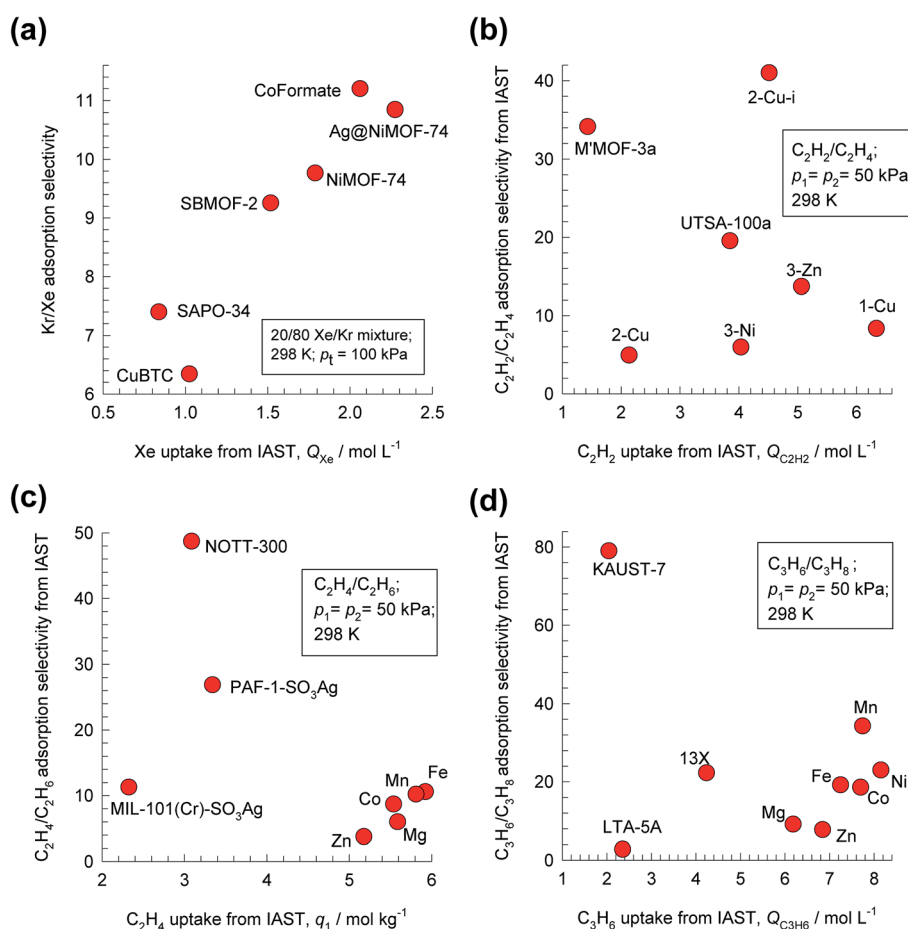 (a)
Kr/Xe adsorption selectivity
11
10
9
8
7
6
CoFormate
Ag@NiMOF-74
NiMOF-74
SBMOF-2
SAPO-34
CuBTC
20/80 Xe/Kr mixture;
298 K; pt = 100 kPa
0.5 1.0 1.5 2.0 2.5
Xe uptake from IAST, QXe / mol L-1
(b)
C2H2/C2H4 adsorption selectivity from IAST
40
30
20
10
0
2-Cu-i
M'MOF-3a
C2H2/C2H4;
p1= p2= 50 kPa
298 K
UTSA-100a
3-Zn
1-Cu
2-Cu
3-Ni
1 2 3 4 5 6
C2H2 uptake from IAST, QC2H2 / mol L-1
(c)
C2H4/C2H6 adsorption selectivity from IAST
50
40
30
20
10
0
NOTT-300
C2H4/C2H6;
p1= p2= 50 kPa;
298 K
PAF-1-SO3Ag
MIL-101(Cr)-SO3Ag
Fe
Mn
Co
Mg
Zn
2 3 4 5 6
C2H4 uptake from IAST, q1 / mol kg-1
(d)
C3H6/C3H8 adsorption selectivity from IAST
80
60
40
20
0
KAUST-7
C3H6/C3H8 ;
p1= p2= 50 kPa;
298 K
Mn
13X
Fe
Ni
Co
Mg
Zn
LTA-5A
1 2 3 4 5 6 7 8
C3H6 uptake from IAST, QC3H6 / mol L-1